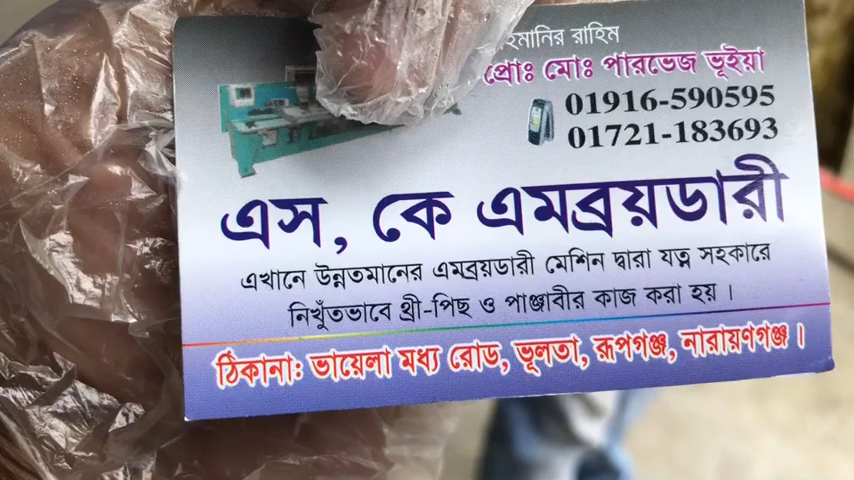 রাহিম
প্রোঃ মোঃ পারভেজ ভূইয়া
01916-590595
01721-183693
এস, কে এমব্রয়ডারী
এখানে উন্নতমানের এমব্রয়ডারী মেশিন দ্বারা যত্ন সহকারে
নিখুঁতভাবে থ্রী-পিছ ও পাঞ্জাবীর কাজ করা হয় ।
ঠিকানা: ভায়েলা মধ্য রোড, ভূলতা, রূপগঞ্জ, নারায়ণগঞ্জ ।